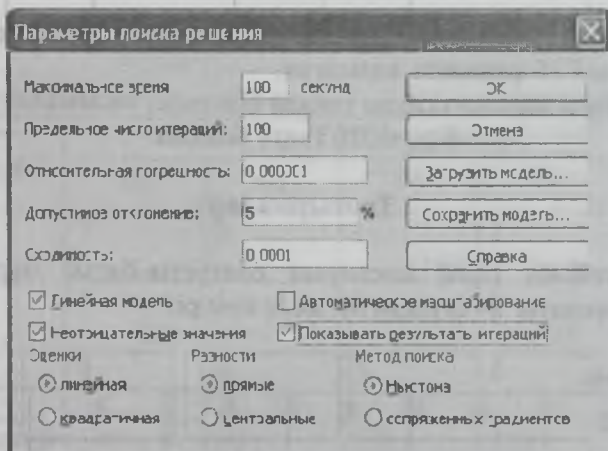 Параметры поиска решения
Максимальное время 100 секунд ОК
Предельное число итераций: 100 Отмена
Относительная погрешность: 0,000001 Загрузить модель...
Допустимое отклонение: 5 % Сохранить модель...
Сходимость: 0,0001 Справка
Линейная модель Автоматическое масштабирование
Неотрицательные значения Показывать результаты итераций
Оценки Разности Метод поиска
линейная прямые Ньютона
квадратичная центральные сопряженных градиентов